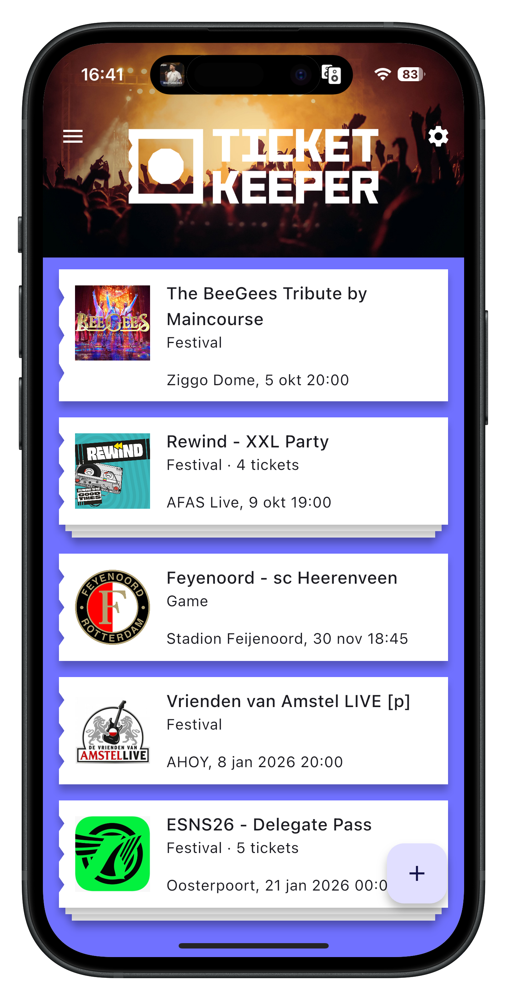 16:41
ROLF SANCHEZ
83
TICKET
KEEPER
BEEGEES
BY MAINCOURSE
The BeeGees Tribute by
Maincourse
Festival
Ziggo Dome, 5 okt 20:00
REWIND
REWIND TO THE
GOOD
TIMES
Rewind - XXL Party
Festival · 4 tickets
AFAS Live, 9 okt 19:00
FEYENOORD
F
ROTTERDAM
Feyenoord - sc Heerenveen
Game
Stadion Feijenoord, 30 nov 18:45
DE VRIENDEN VAN
AMSTELLIVE
Vrienden van Amstel LIVE [p]
Festival
AHOY, 8 jan 2026 20:00
ESNS26 - Delegate Pass
Festival · 5 tickets
Oosterpoort, 21 jan 2026 00:0
+